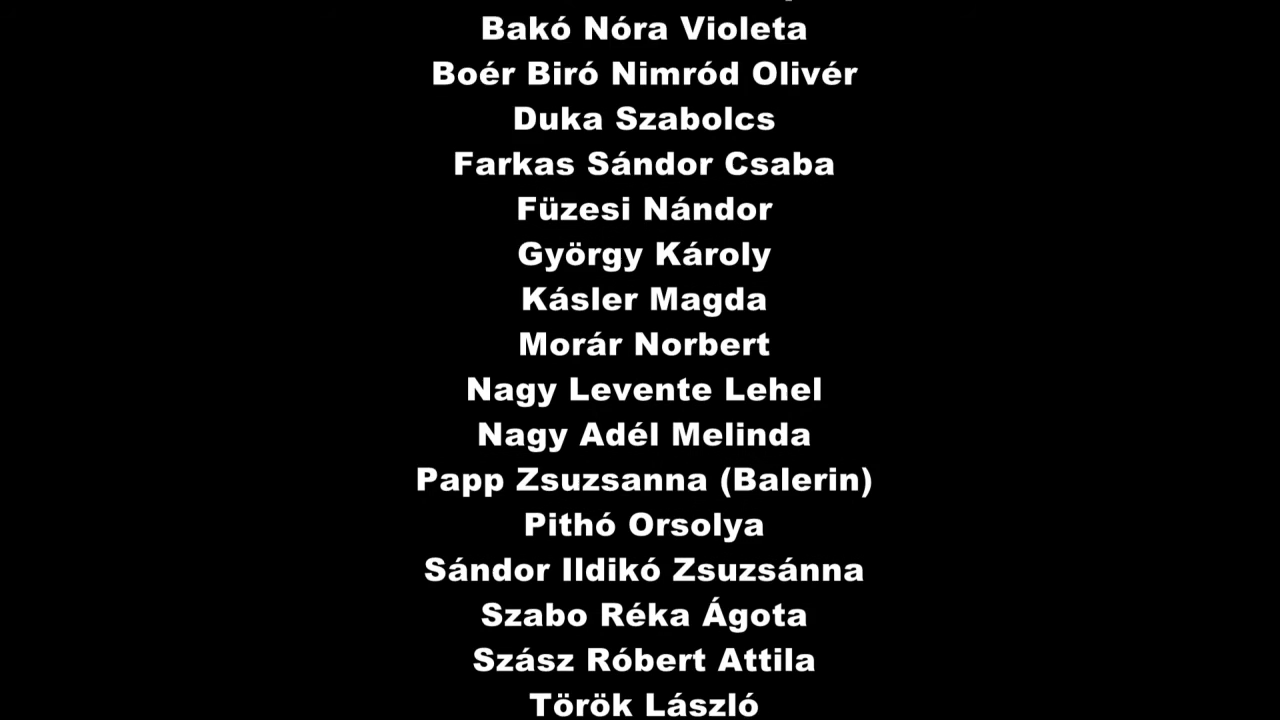 Bakó Nóra Violeta
Boér Biró Nimród Olivér
Duka Szabolcs
Farkas Sándor Csaba
Füzesi Nándor
György Károly
Kásler Magda
Morár Norbert
Nagy Levente Lehel
Nagy Adél Melinda
Papp Zsuzsanna (Balerin)
Pithó Orsolya
Sándor Ildikó Zsuzsánna
Szabo Réka Ágota
Szász Róbert Attila
Török László